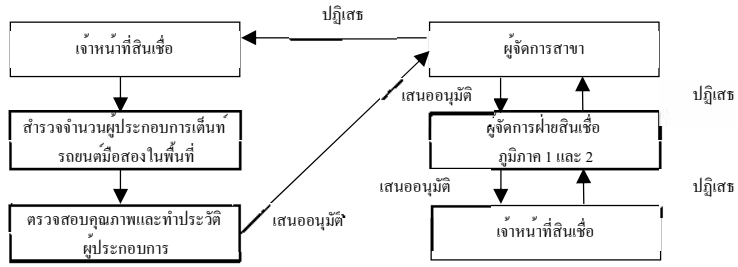 ปฏิเสธ
เจ้าหน้าที่สินเชื่อ
ผู้จัดการสาขา
เสนออนุมัติ
ปฏิเสธ
สำรวจจำนวนผู้ประกอบการเต็นท์
รถยนต์มือสองในพื้นที่
ผู้จัดการฝ่ายสินเชื่อ
ภูมิภาค 1 และ 2
เสนออนุมัติ
ปฏิเสธ
ตรวจสอบคุณภาพและทำประวัติ
ผู้ประกอบการ
เสนออนุมัติ
เจ้าหน้าที่สินเชื่อ